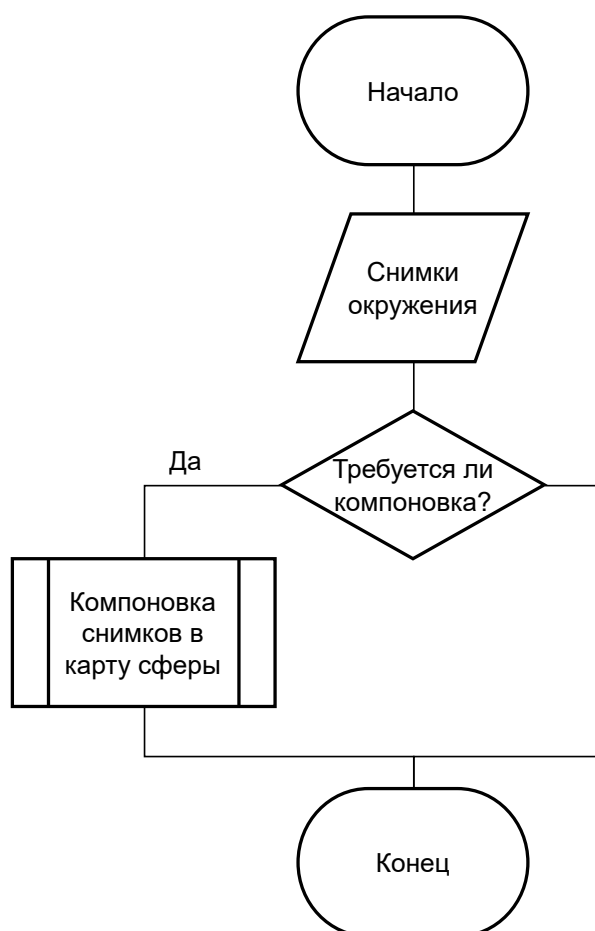 Начало
Снимки
окружения
Требуется ли
компоновка?
Да
Компоновка
снимков в
карту сферы
Конец